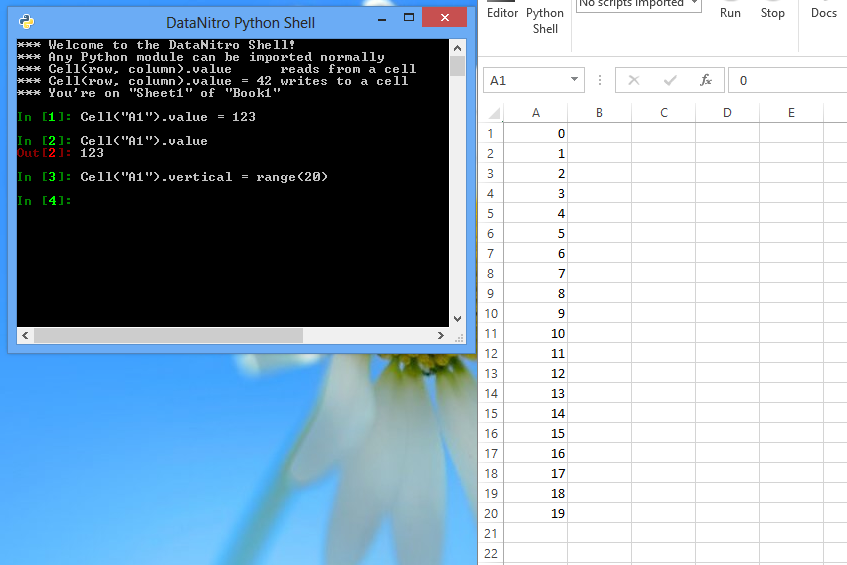 DataNitro Python Shell
*** Welcome to the DataNitro Shell!
*** Any Python module can be imported normally
*** Cell(row, column).value      reads from a cell
*** Cell(row, column).value = 42 writes to a cell
*** You're on "Sheet1" of "Book1"
In [1]: Cell("A1").value = 123
In [2]: Cell("A1").value
Out[2]: 123
In [3]: Cell("A1").vertical = range(20)
In [4]:
No scripts imported
Editor Python Shell Run Stop Docs
A1 fx 0
A B C D E
1 0
2 1
3 2
4 3
5 4
6 5
7 6
8 7
9 8
10 9
11 10
12 11
13 12
14 13
15 14
16 15
17 16
18 17
19 18
20 19
21
22